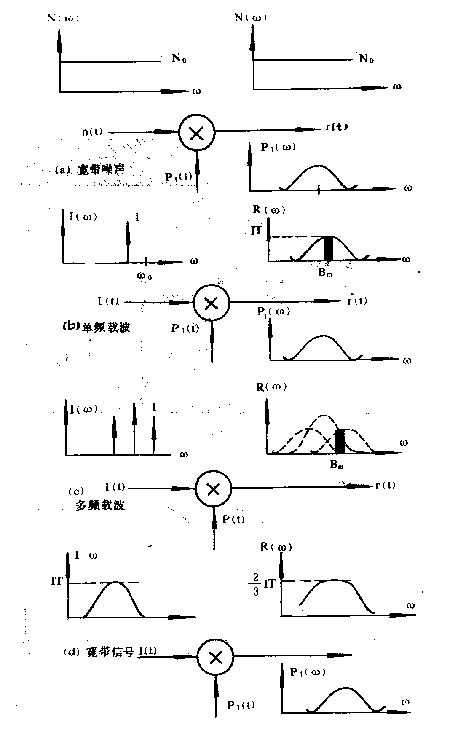 N(ω)
N(ω)
N₀
N₀
ω
ω
n(t)
r(t)
(a) 宽带噪声
P₁(t)
P₁(ω)
ω
I(ω)
I
ω₀
ω
R(ω)
IT
ω
Bm
I(t)
r(t)
(b) 单频载波
P₁(t)
P₁(ω)
ω
I(ω)
I
ω
R(ω)
ω
I(t)
r(t)
(c)
多频载波
P(t)
I ω
IT
R(ω)
2/3 IT
ω
(d) 宽带信号 I(t)
P₁(t)
P₁(ω)
ω